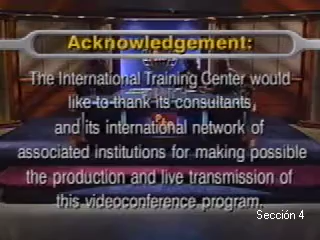 Acknowledgement:
The International Training Center would
like to thank its consultants,
and its international network of
associated institutions for making possible
the production and live transmission of
this videoconference program.
Sección 4